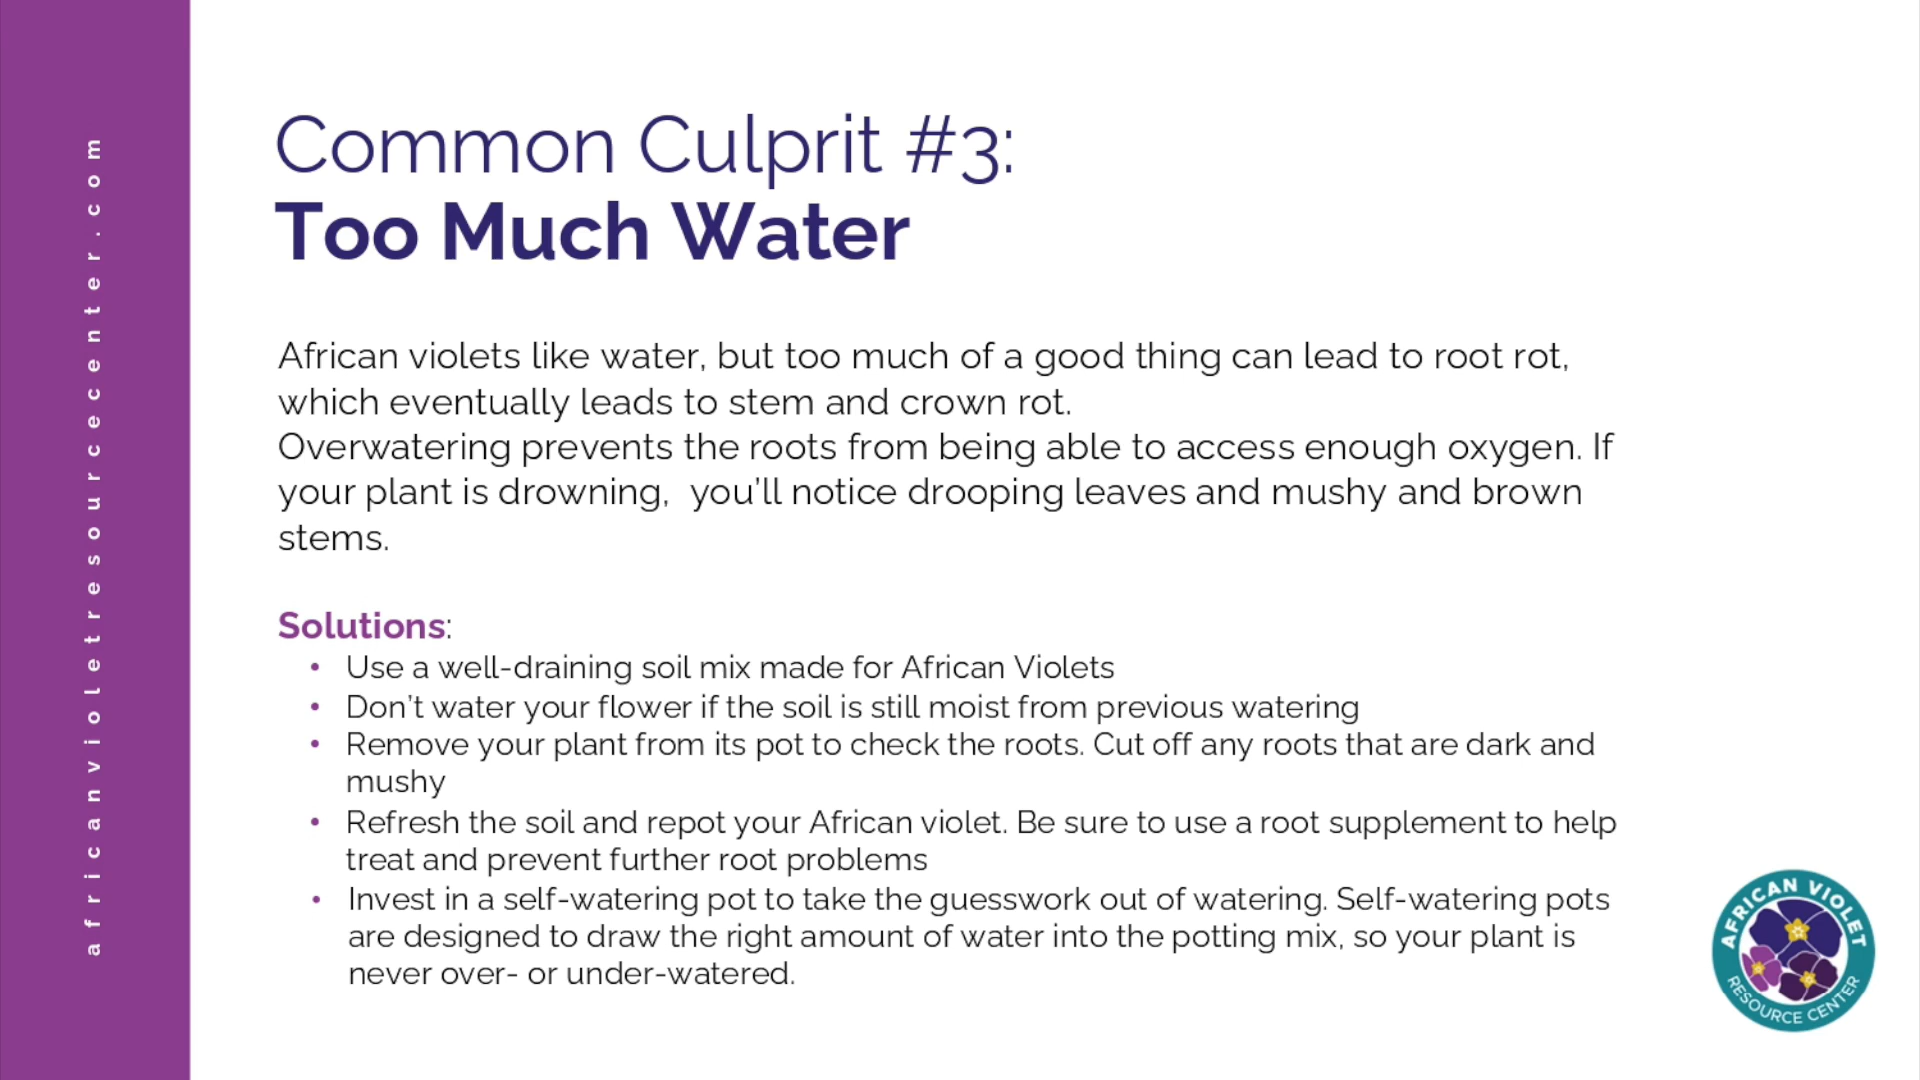 africanvioletresourcecenter.com
Common Culprit #3:
Too Much Water
African violets like water, but too much of a good thing can lead to root rot,
which eventually leads to stem and crown rot.
Overwatering prevents the roots from being able to access enough oxygen. If
your plant is drowning,  you'll notice drooping leaves and mushy and brown
stems.
Solutions:
• Use a well-draining soil mix made for African Violets
• Don't water your flower if the soil is still moist from previous watering
• Remove your plant from its pot to check the roots. Cut off any roots that are dark and
mushy
• Refresh the soil and repot your African violet. Be sure to use a root supplement to help
treat and prevent further root problems
• Invest in a self-watering pot to take the guesswork out of watering. Self-watering pots
are designed to draw the right amount of water into the potting mix, so your plant is
never over- or under-watered.
AFRICAN VIOLET
RESOURCE CENTER